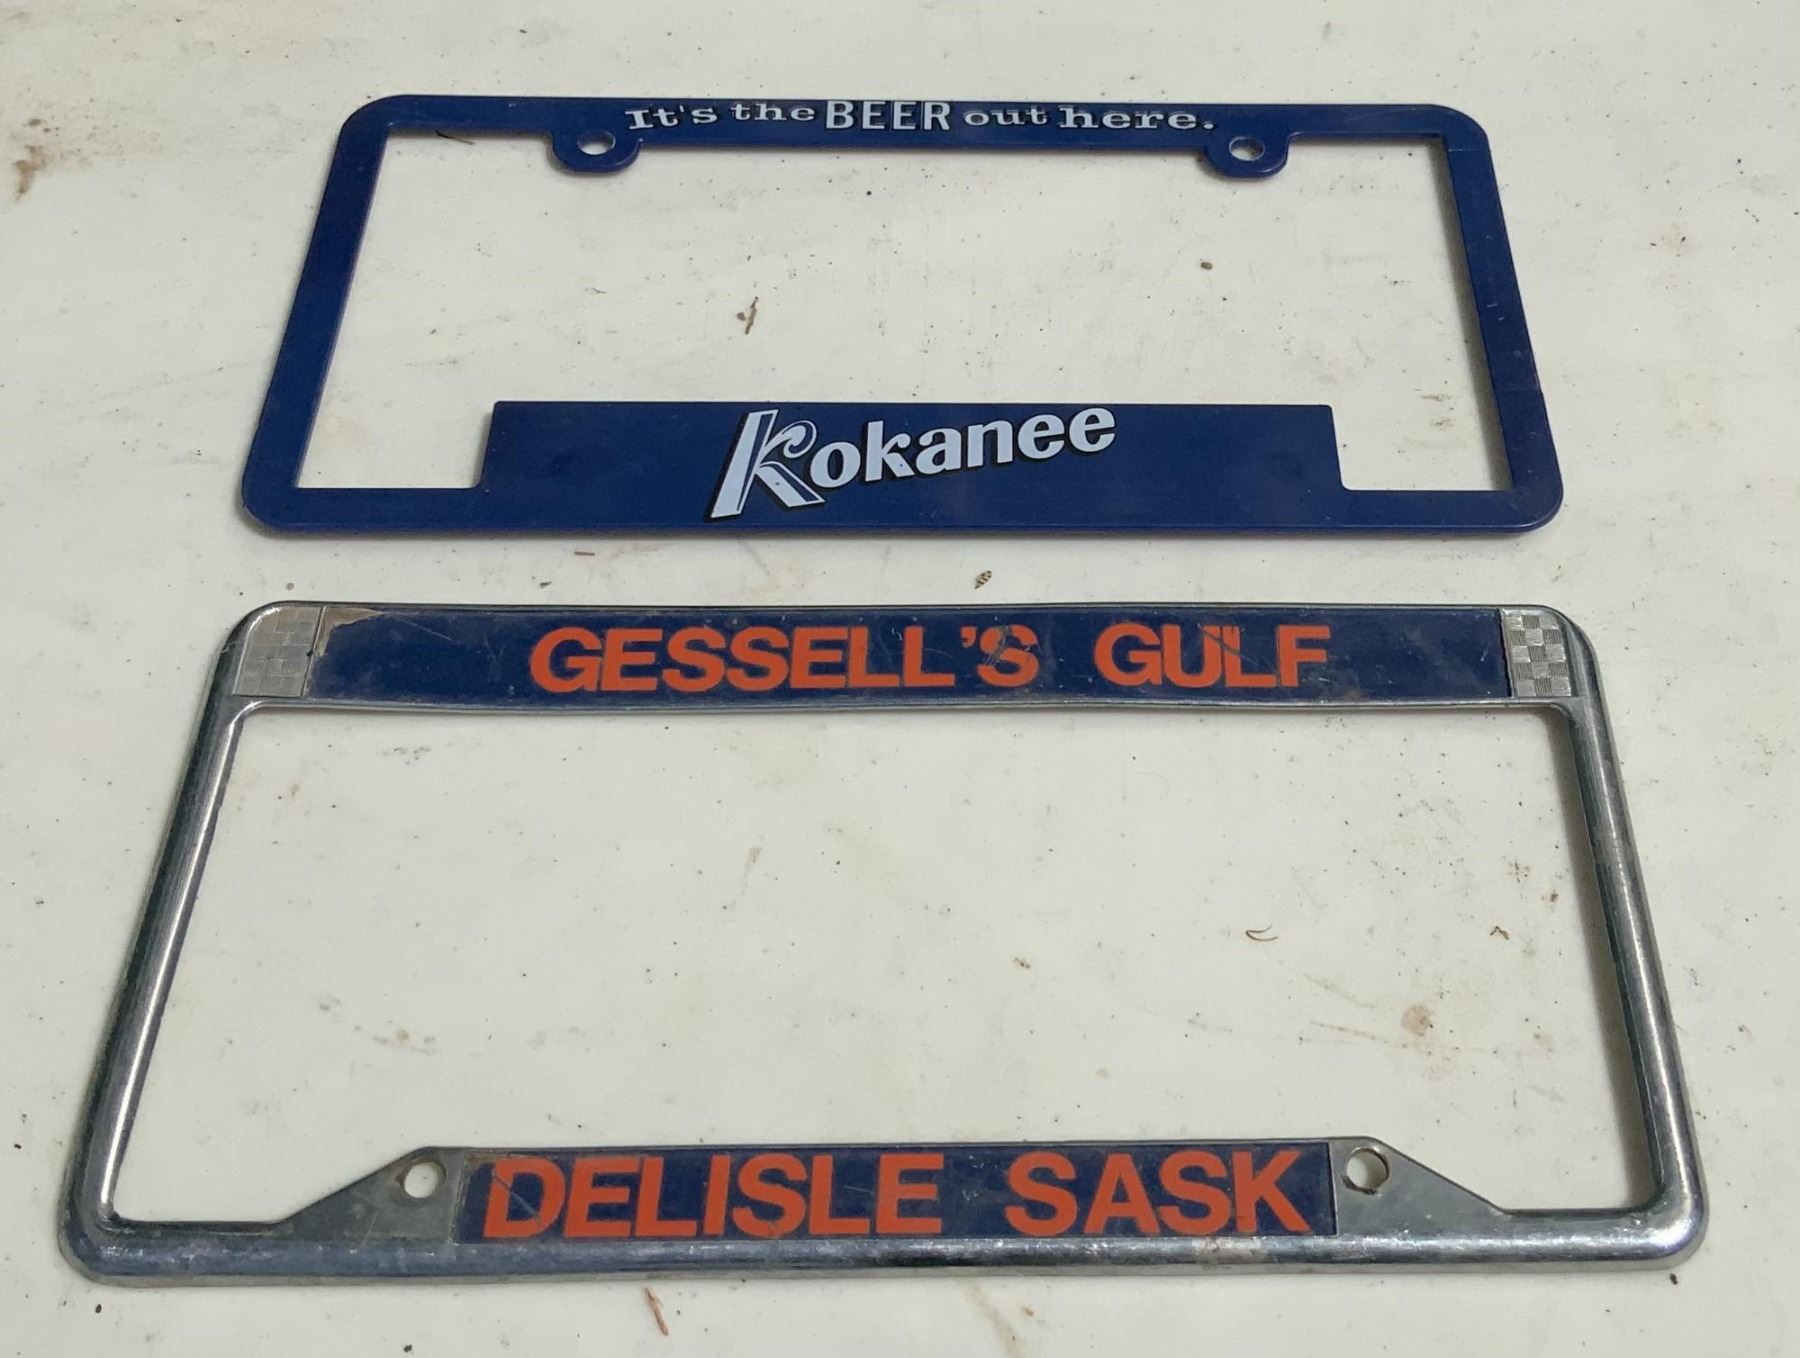 It's the BEER out here.
Kokanee
GESSELL'S GULF
DELISLE SASK